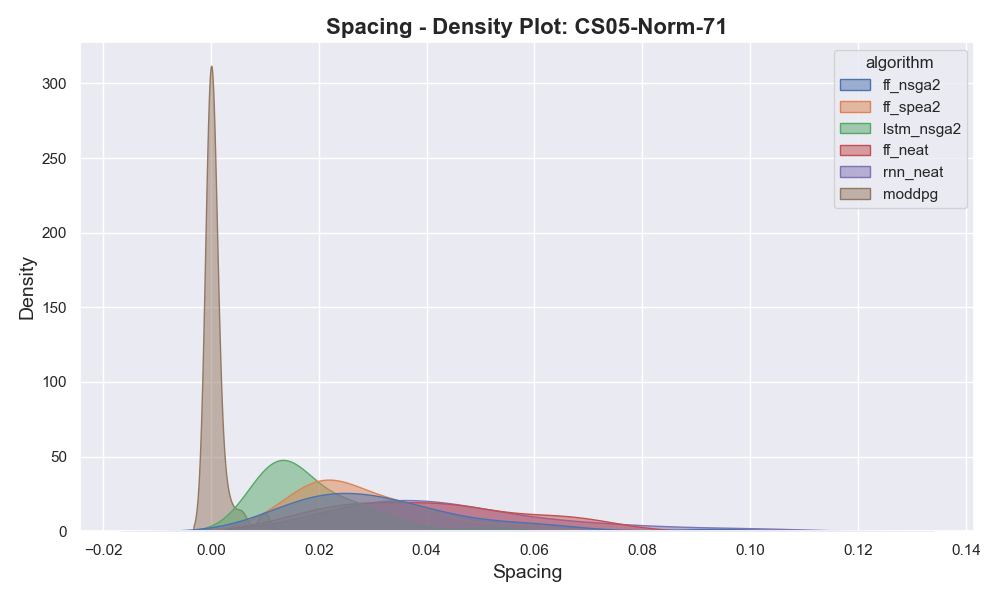 Spacing - Density Plot: CS05-Norm-71
algorithm
ff_nsga2
ff_spea2
lstm_nsga2
ff_neat
rnn_neat
moddpg
Density
300
250
200
150
100
50
0
−0.02 0.00 0.02 0.04 0.06 0.08 0.10 0.12 0.14
Spacing